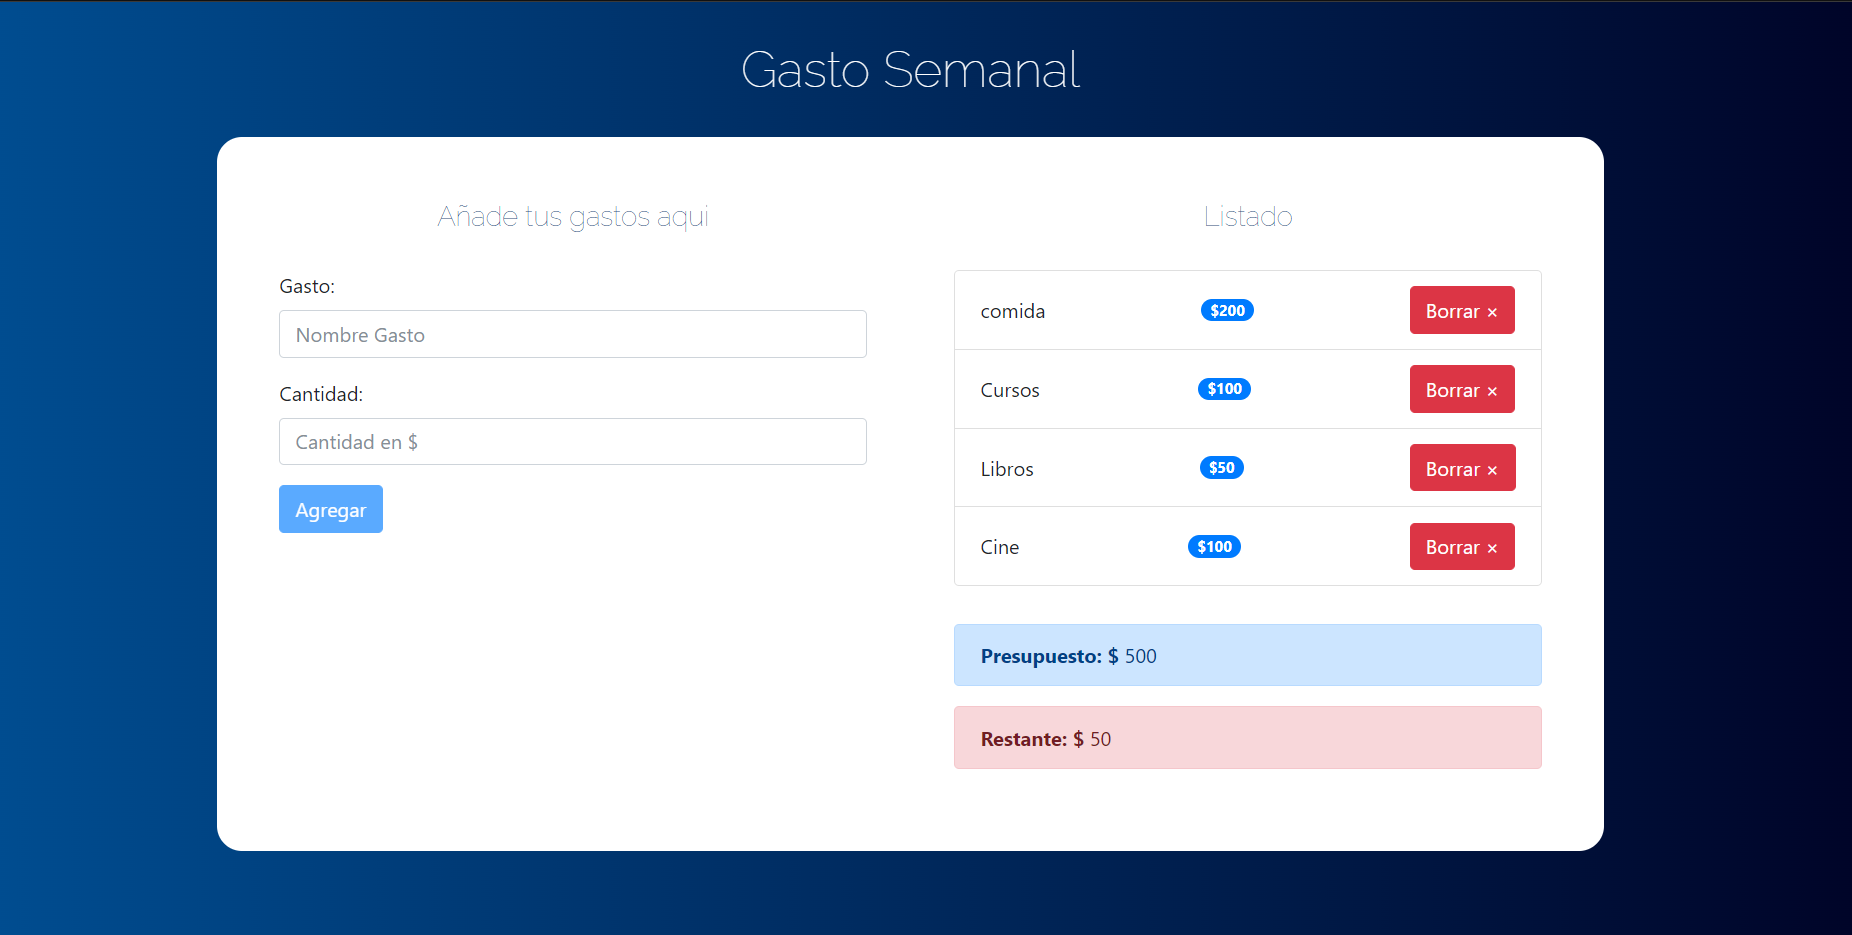 Gasto Semanal
Añade tus gastos aqui
Gasto:
Nombre Gasto
Cantidad:
Cantidad en $
Agregar
Listado
comida $200 Borrar ×
Cursos $100 Borrar ×
Libros $50 Borrar ×
Cine $100 Borrar ×
Presupuesto: $ 500
Restante: $ 50